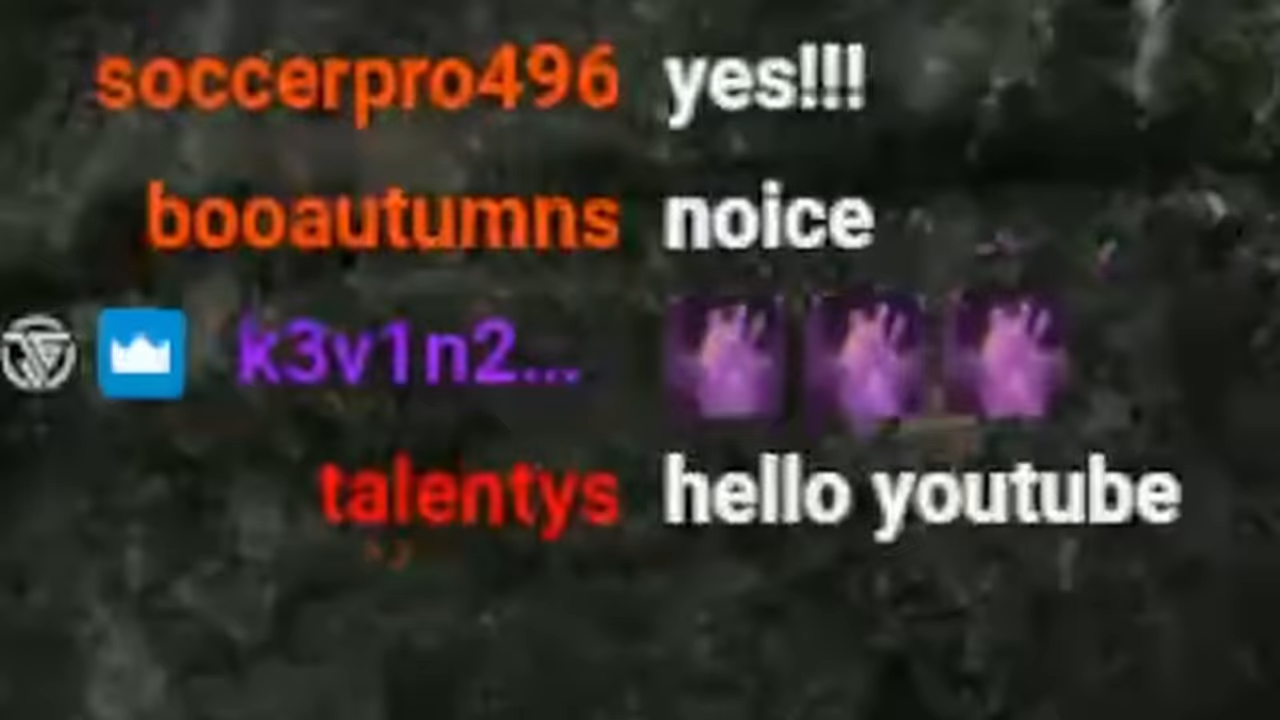 soccerpro496 yes!!!
booautumns noice
k3v1n2...
talentys hello youtube